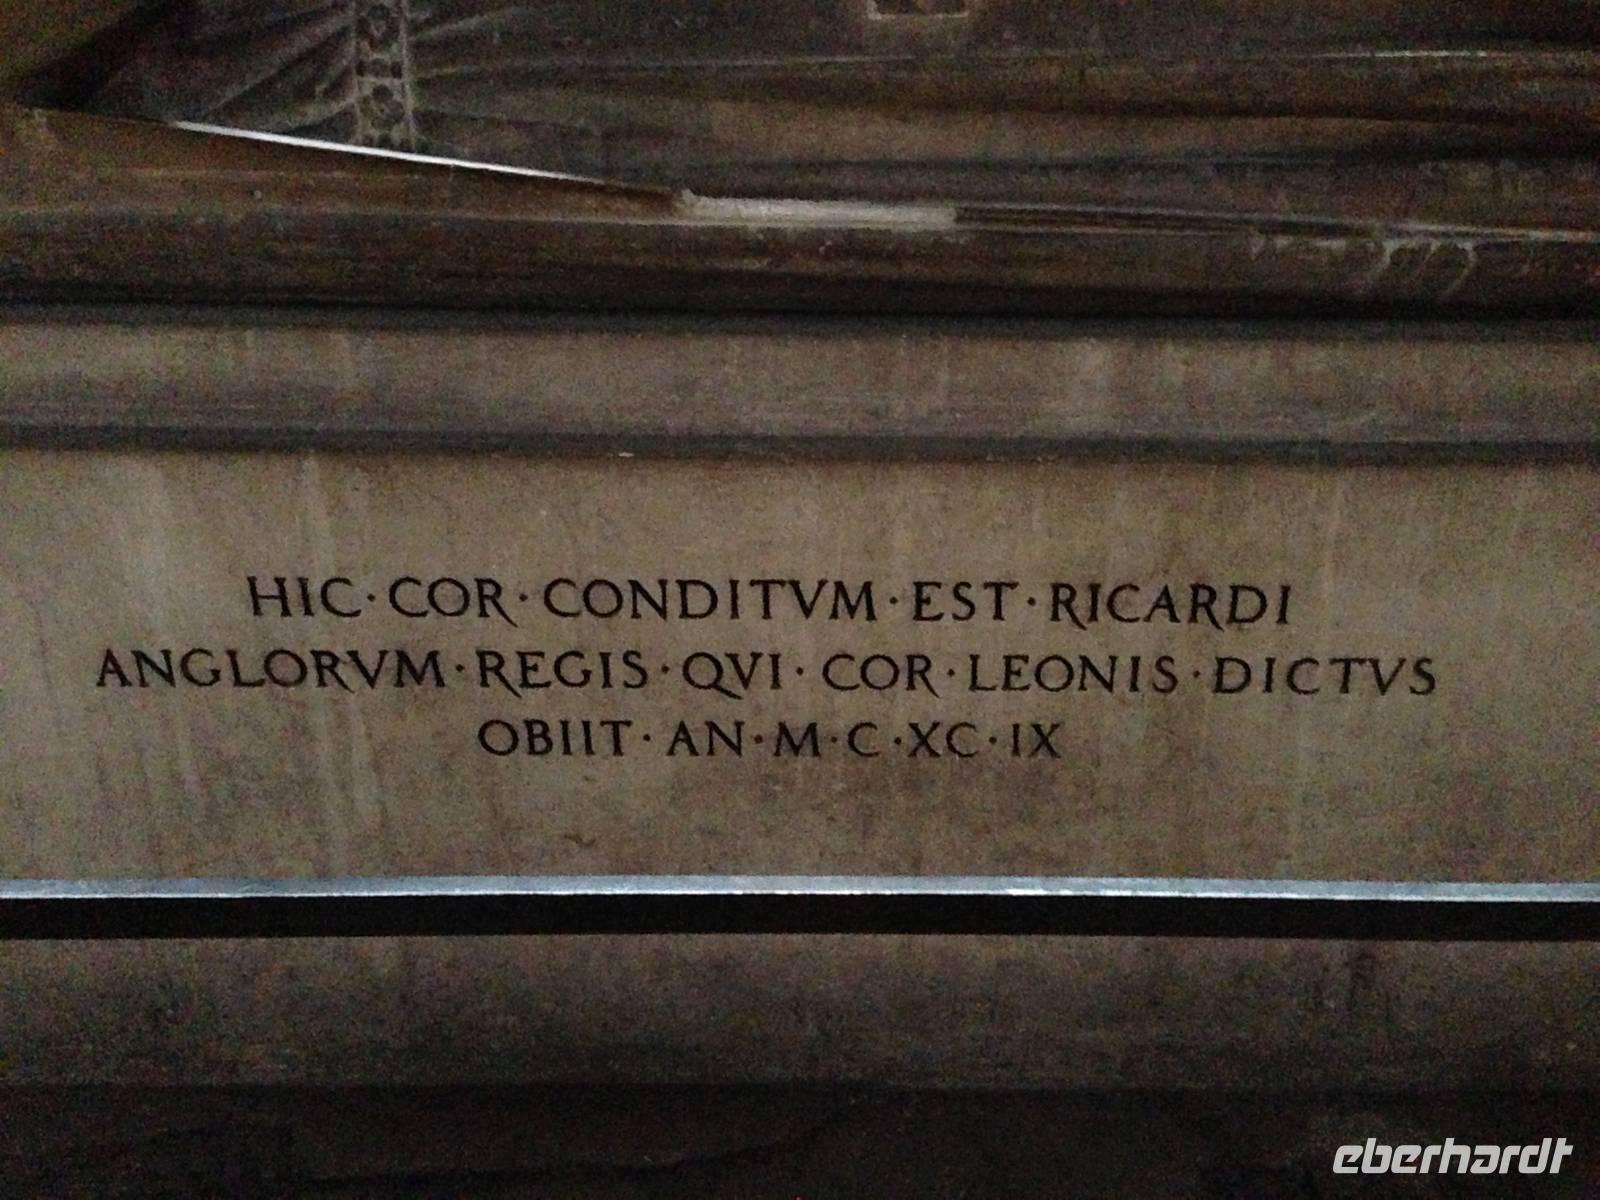 HIC·COR·CONDITVM·EST·RICARDI
ANGLORVM·REGIS·QVI·COR·LEONIS·DICTVS
OBIIT·AN·M·C·XC·IX
eberhardt